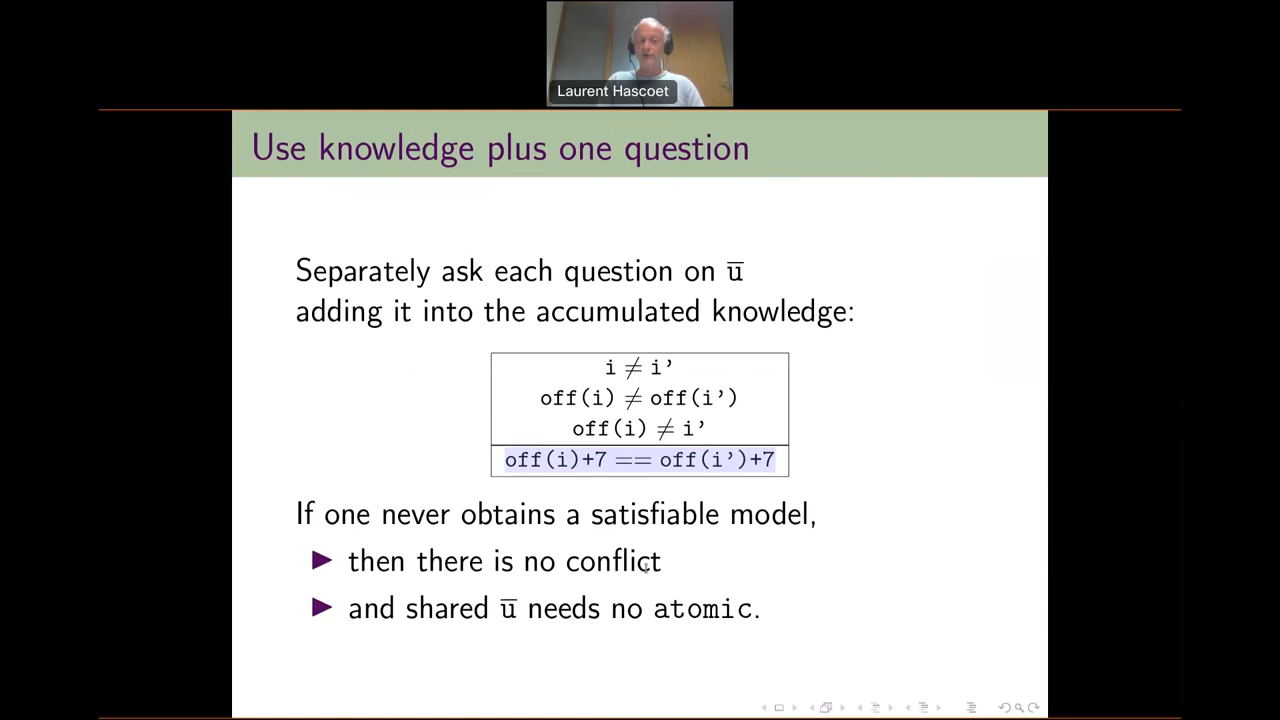 Laurent Hascoet
Use knowledge plus one question
Separately ask each question on u̅
adding it into the accumulated knowledge:
i ≠ i'
off(i) ≠ off(i')
off(i) ≠ i'
off(i)+7 == off(i')+7
If one never obtains a satisfiable model,
▶ then there is no conflict
▶ and shared u̅ needs no atomic.